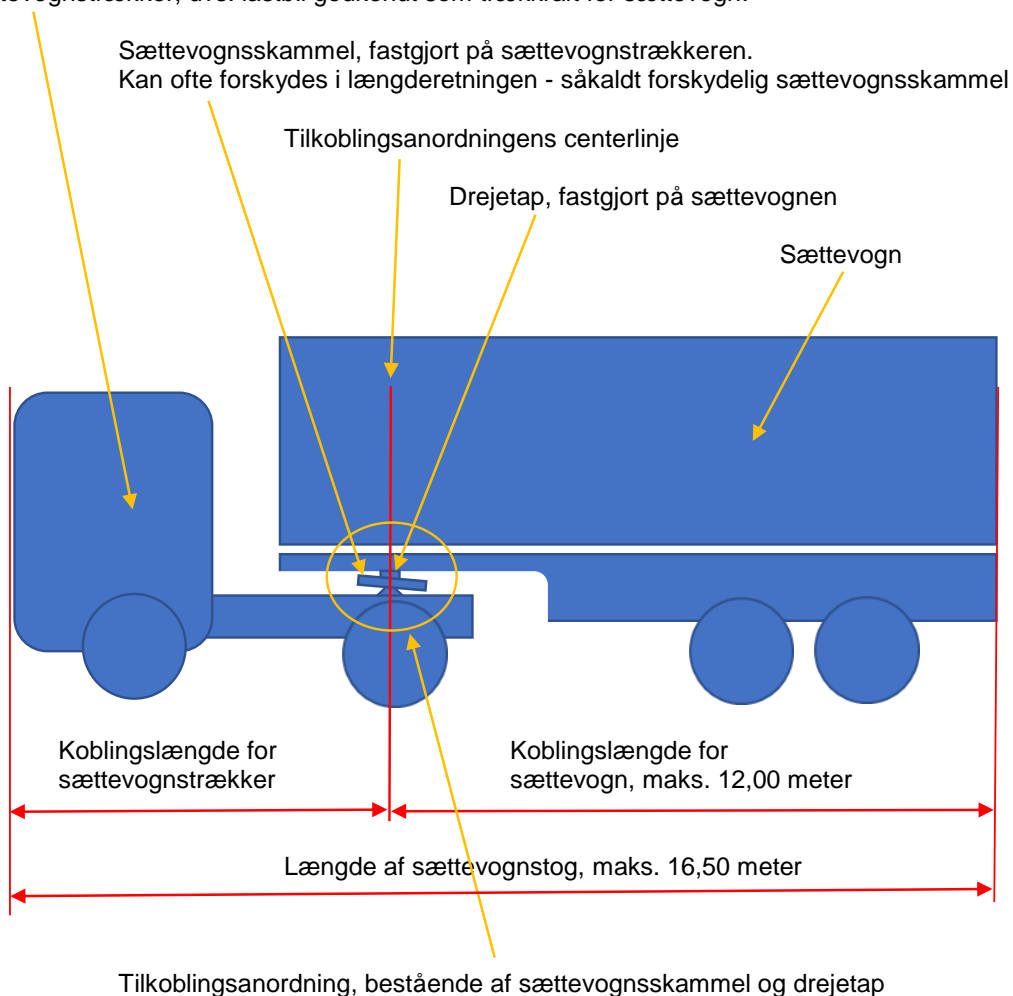 Sættevognsskammel, fastgjort på sættevognstrækkeren.
Kan ofte forskydes i længderetningen - såkaldt forskydelig sættevognsskammel
Tilkoblingsanordningens centerlinje
Drejetap, fastgjort på sættevognen
Sættevogn
Koblingslængde for
sættevognstrækker
Koblingslængde for
sættevogn, maks. 12,00 meter
Længde af sættevognstog, maks. 16,50 meter
Tilkoblingsanordning, bestående af sættevognsskammel og drejetap